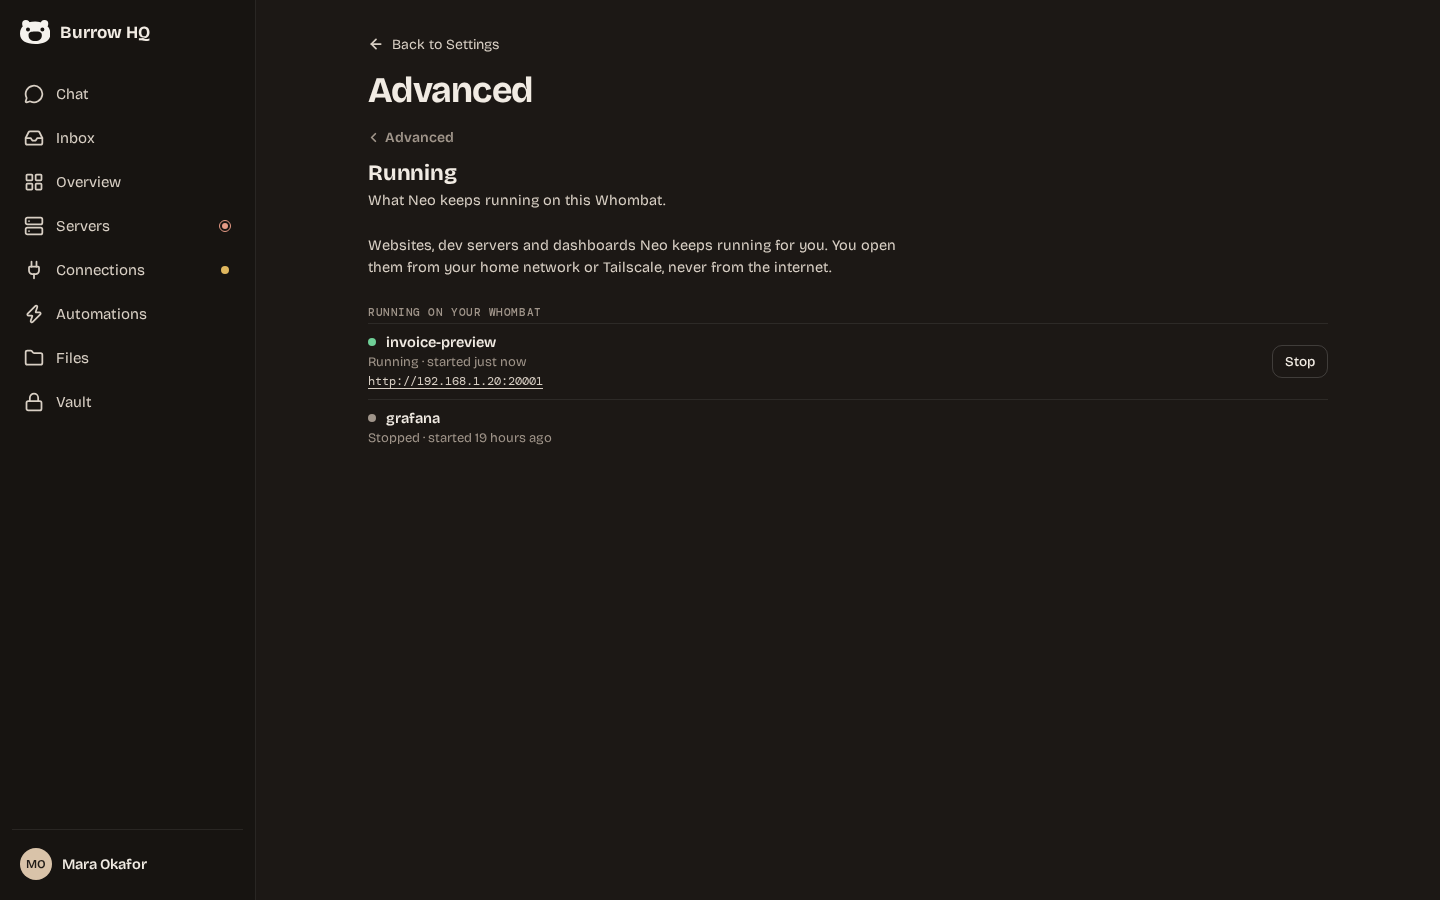 Burrow HQ
Chat
Inbox
Overview
Servers
Connections
Automations
Files
Vault
MO
Mara Okafor
Back to Settings
Advanced
Advanced
Running
What Neo keeps running on this Whombat.
Websites, dev servers and dashboards Neo keeps running for you. You open
them from your home network or Tailscale, never from the internet.
RUNNING ON YOUR WHOMBAT
invoice-preview
Running · started just now
http://192.168.1.20:20001
Stop
grafana
Stopped · started 19 hours ago